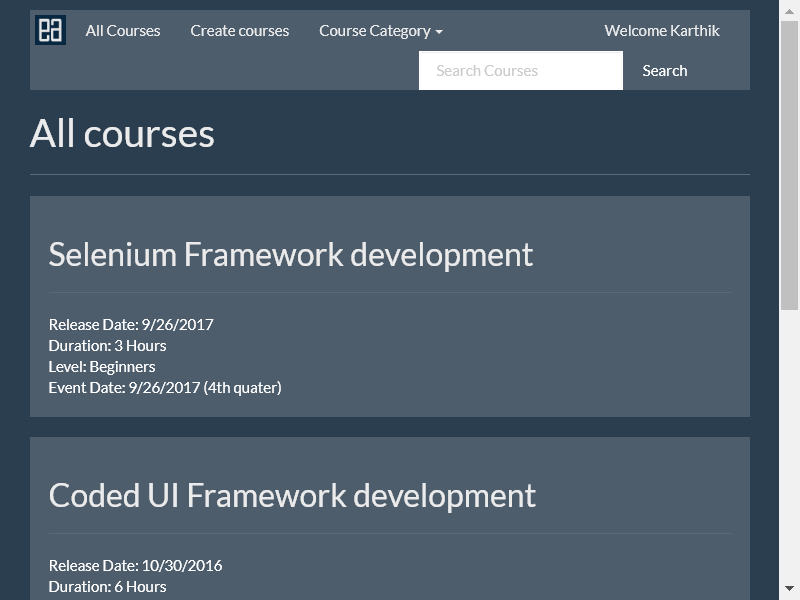 ea All Courses Create courses Course Category Welcome Karthik
Search Courses Search
All courses
Selenium Framework development
Release Date: 9/26/2017
Duration: 3 Hours
Level: Beginners
Event Date: 9/26/2017 (4th quater)
Coded UI Framework development
Release Date: 10/30/2016
Duration: 6 Hours